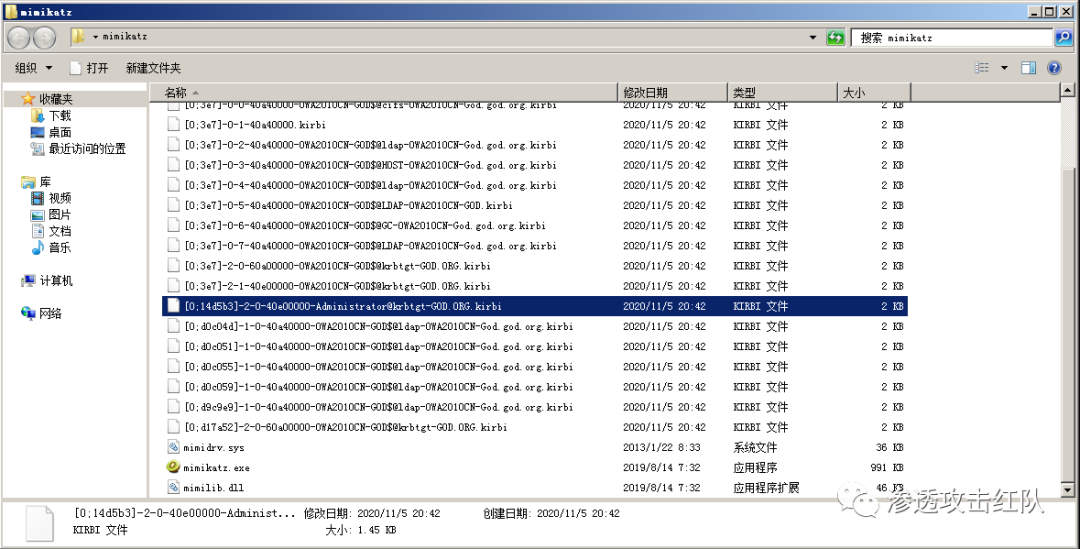 mimikatz
mimikatz
搜索 mimikatz
组织 打开 新建文件夹
收藏夹
下载
桌面
最近访问的位置
库
视频
图片
文档
音乐
计算机
网络
名称 修改日期 类型 大小
[0;3e7]-0-0-40a40000-OWA2010CN-GOD$@cifs-OWA2010CN-God.god.org.kirbi 2020/11/5 20:42 KIRBI 文件 2 KB
[0;3e7]-0-1-40a40000.kirbi 2020/11/5 20:42 KIRBI 文件 2 KB
[0;3e7]-0-2-40a40000-OWA2010CN-GOD$@ldap-OWA2010CN-God.god.org.kirbi 2020/11/5 20:42 KIRBI 文件 2 KB
[0;3e7]-0-3-40a40000-OWA2010CN-GOD$@HOST-OWA2010CN-God.god.org.kirbi 2020/11/5 20:42 KIRBI 文件 2 KB
[0;3e7]-0-4-40a40000-OWA2010CN-GOD$@ldap-OWA2010CN-God.god.org.kirbi 2020/11/5 20:42 KIRBI 文件 2 KB
[0;3e7]-0-5-40a40000-OWA2010CN-GOD$@LDAP-OWA2010CN-GOD.kirbi 2020/11/5 20:42 KIRBI 文件 2 KB
[0;3e7]-0-6-40a40000-OWA2010CN-GOD$@GC-OWA2010CN-God.god.org.kirbi 2020/11/5 20:42 KIRBI 文件 2 KB
[0;3e7]-0-7-40a40000-OWA2010CN-GOD$@LDAP-OWA2010CN-God.god.org.kirbi 2020/11/5 20:42 KIRBI 文件 2 KB
[0;3e7]-2-0-60a00000-OWA2010CN-GOD$@krbtgt-GOD.ORG.kirbi 2020/11/5 20:42 KIRBI 文件 2 KB
[0;3e7]-2-1-40e00000-OWA2010CN-GOD$@krbtgt-GOD.ORG.kirbi 2020/11/5 20:42 KIRBI 文件 2 KB
[0;14d5b3]-2-0-40e00000-Administrator@krbtgt-GOD.ORG.kirbi 2020/11/5 20:42 KIRBI 文件 2 KB
[0;d0c04d]-1-0-40a40000-OWA2010CN-GOD$@ldap-OWA2010CN-God.god.org.kirbi 2020/11/5 20:42 KIRBI 文件 2 KB
[0;d0c051]-1-0-40a40000-OWA2010CN-GOD$@ldap-OWA2010CN-God.god.org.kirbi 2020/11/5 20:42 KIRBI 文件 2 KB
[0;d0c055]-1-0-40a40000-OWA2010CN-GOD$@ldap-OWA2010CN-God.god.org.kirbi 2020/11/5 20:42 KIRBI 文件 2 KB
[0;d0c059]-1-0-40a40000-OWA2010CN-GOD$@ldap-OWA2010CN-God.god.org.kirbi 2020/11/5 20:42 KIRBI 文件 2 KB
[0;d9c9e9]-1-0-40a40000-OWA2010CN-GOD$@ldap-OWA2010CN-God.god.org.kirbi 2020/11/5 20:42 KIRBI 文件 2 KB
[0;d17a52]-2-0-60a00000-OWA2010CN-GOD$@krbtgt-GOD.ORG.kirbi 2020/11/5 20:42 KIRBI 文件 2 KB
mimidrv.sys 2013/1/22 8:33 系统文件 36 KB
mimikatz.exe 2019/8/14 7:32 应用程序 991 KB
mimilib.dll 2019/8/14 7:32 应用程序扩展 46 KB
[0;14d5b3]-2-0-40e00000-Administ... 修改日期: 2020/11/5 20:42 创建日期: 2020/11/5 20:42
KIRBI 文件 大小: 1.45 KB
渗透攻击红队